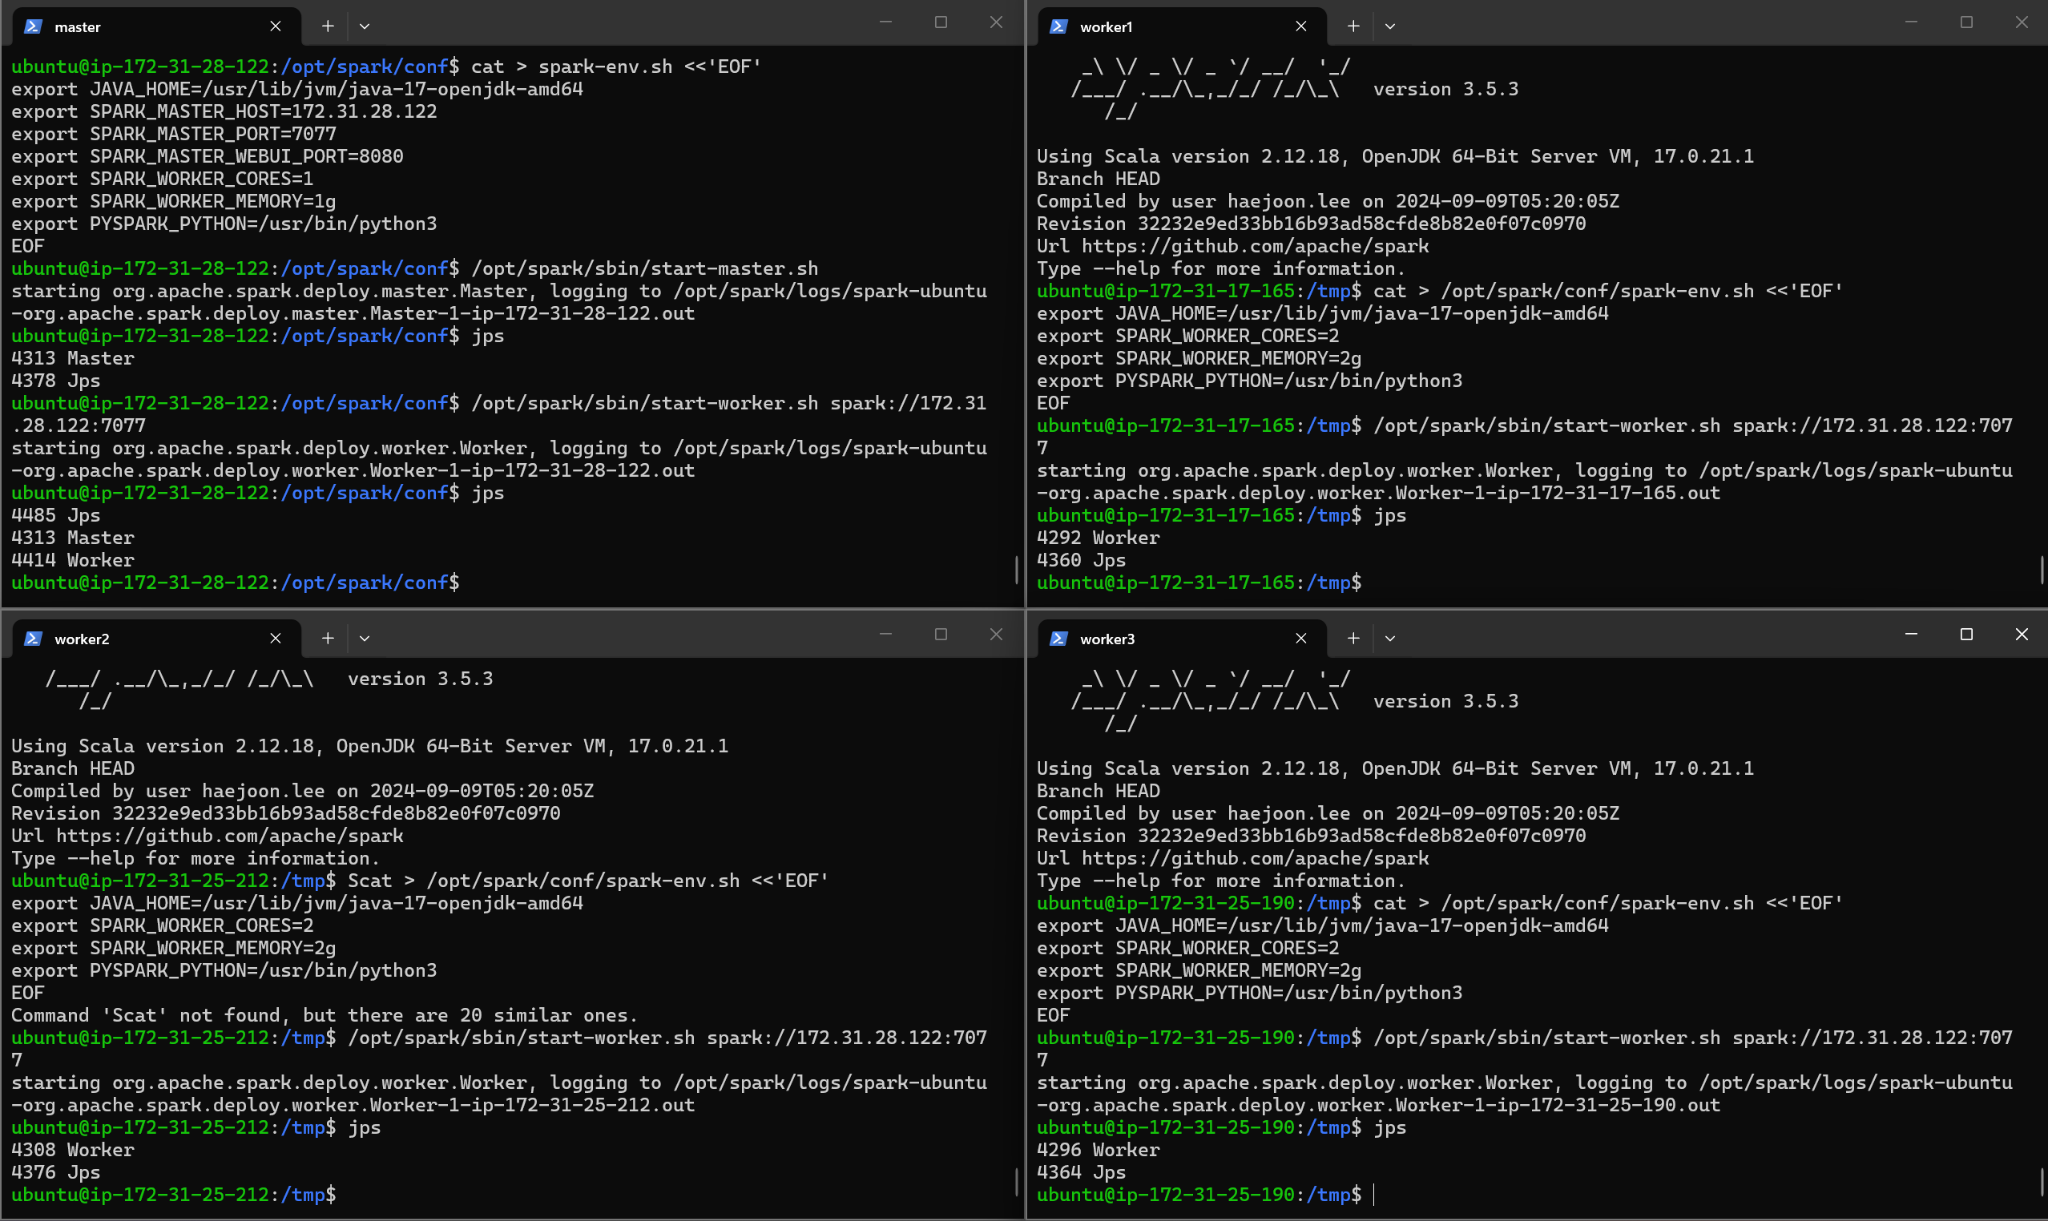 master
ubuntu@ip-172-31-28-122:/opt/spark/conf$ cat > spark-env.sh <<'EOF'
export JAVA_HOME=/usr/lib/jvm/java-17-openjdk-amd64
export SPARK_MASTER_HOST=172.31.28.122
export SPARK_MASTER_PORT=7077
export SPARK_MASTER_WEBUI_PORT=8080
export SPARK_WORKER_CORES=1
export SPARK_WORKER_MEMORY=1g
export PYSPARK_PYTHON=/usr/bin/python3
EOF
ubuntu@ip-172-31-28-122:/opt/spark/conf$ /opt/spark/sbin/start-master.sh
starting org.apache.spark.deploy.master.Master, logging to /opt/spark/logs/spark-ubuntu
-org.apache.spark.deploy.master.Master-1-ip-172-31-28-122.out
ubuntu@ip-172-31-28-122:/opt/spark/conf$ jps
4313 Master
4378 Jps
ubuntu@ip-172-31-28-122:/opt/spark/conf$ /opt/spark/sbin/start-worker.sh spark://172.31
.28.122:7077
starting org.apache.spark.deploy.worker.Worker, logging to /opt/spark/logs/spark-ubuntu
-org.apache.spark.deploy.worker.Worker-1-ip-172-31-28-122.out
ubuntu@ip-172-31-28-122:/opt/spark/conf$ jps
4485 Jps
4313 Master
4414 Worker
ubuntu@ip-172-31-28-122:/opt/spark/conf$
worker1
    _\ \/ _ \/ _ `/ __/  '_/
   /___/ .__/\_,_/_/ /_/\_\   version 3.5.3
      /_/
Using Scala version 2.12.18, OpenJDK 64-Bit Server VM, 17.0.21.1
Branch HEAD
Compiled by user haejoon.lee on 2024-09-09T05:20:05Z
Revision 32232e9ed33bb16b93ad58cfde8b82e0f07c0970
Url https://github.com/apache/spark
Type --help for more information.
ubuntu@ip-172-31-17-165:/tmp$ cat > /opt/spark/conf/spark-env.sh <<'EOF'
export JAVA_HOME=/usr/lib/jvm/java-17-openjdk-amd64
export SPARK_WORKER_CORES=2
export SPARK_WORKER_MEMORY=2g
export PYSPARK_PYTHON=/usr/bin/python3
EOF
ubuntu@ip-172-31-17-165:/tmp$ /opt/spark/sbin/start-worker.sh spark://172.31.28.122:707
7
starting org.apache.spark.deploy.worker.Worker, logging to /opt/spark/logs/spark-ubuntu
-org.apache.spark.deploy.worker.Worker-1-ip-172-31-17-165.out
ubuntu@ip-172-31-17-165:/tmp$ jps
4292 Worker
4360 Jps
ubuntu@ip-172-31-17-165:/tmp$
worker2
   /___/ .__/\_,_/_/ /_/\_\   version 3.5.3
      /_/
Using Scala version 2.12.18, OpenJDK 64-Bit Server VM, 17.0.21.1
Branch HEAD
Compiled by user haejoon.lee on 2024-09-09T05:20:05Z
Revision 32232e9ed33bb16b93ad58cfde8b82e0f07c0970
Url https://github.com/apache/spark
Type --help for more information.
ubuntu@ip-172-31-25-212:/tmp$ Scat > /opt/spark/conf/spark-env.sh <<'EOF'
export JAVA_HOME=/usr/lib/jvm/java-17-openjdk-amd64
export SPARK_WORKER_CORES=2
export SPARK_WORKER_MEMORY=2g
export PYSPARK_PYTHON=/usr/bin/python3
EOF
Command 'Scat' not found, but there are 20 similar ones.
ubuntu@ip-172-31-25-212:/tmp$ /opt/spark/sbin/start-worker.sh spark://172.31.28.122:707
7
starting org.apache.spark.deploy.worker.Worker, logging to /opt/spark/logs/spark-ubuntu
-org.apache.spark.deploy.worker.Worker-1-ip-172-31-25-212.out
ubuntu@ip-172-31-25-212:/tmp$ jps
4308 Worker
4376 Jps
ubuntu@ip-172-31-25-212:/tmp$
worker3
    _\ \/ _ \/ _ `/ __/  '_/
   /___/ .__/\_,_/_/ /_/\_\   version 3.5.3
      /_/
Using Scala version 2.12.18, OpenJDK 64-Bit Server VM, 17.0.21.1
Branch HEAD
Compiled by user haejoon.lee on 2024-09-09T05:20:05Z
Revision 32232e9ed33bb16b93ad58cfde8b82e0f07c0970
Url https://github.com/apache/spark
Type --help for more information.
ubuntu@ip-172-31-25-190:/tmp$ cat > /opt/spark/conf/spark-env.sh <<'EOF'
export JAVA_HOME=/usr/lib/jvm/java-17-openjdk-amd64
export SPARK_WORKER_CORES=2
export SPARK_WORKER_MEMORY=2g
export PYSPARK_PYTHON=/usr/bin/python3
EOF
ubuntu@ip-172-31-25-190:/tmp$ /opt/spark/sbin/start-worker.sh spark://172.31.28.122:707
7
starting org.apache.spark.deploy.worker.Worker, logging to /opt/spark/logs/spark-ubuntu
-org.apache.spark.deploy.worker.Worker-1-ip-172-31-25-190.out
ubuntu@ip-172-31-25-190:/tmp$ jps
4296 Worker
4364 Jps
ubuntu@ip-172-31-25-190:/tmp$